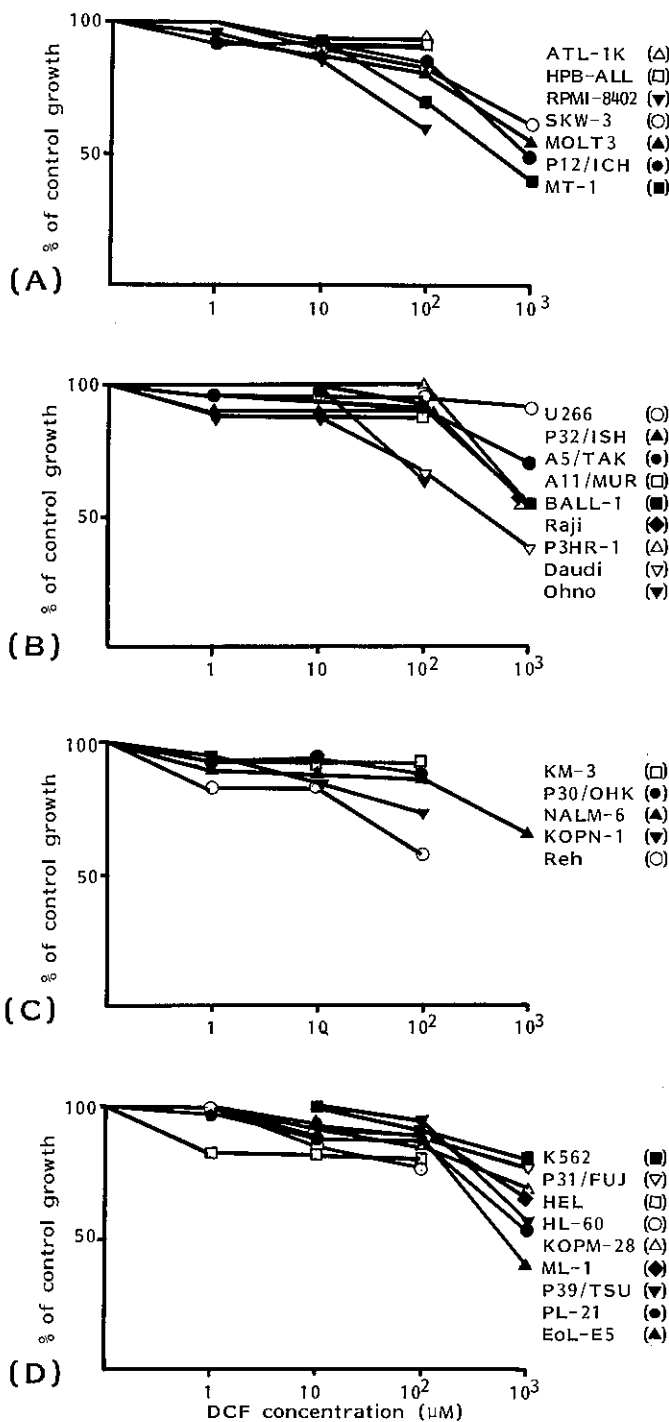 % of control growth
100
50
(A)
1
10
10²
10³
ATL-1K (△)
HPB-ALL (□)
RPMI-8402 (▼)
SKW-3 (○)
MOLT3 (▲)
P12/ICH (●)
MT-1 (■)
% of control growth
100
50
(B)
1
10
10²
10³
U266 (○)
P32/ISH (▲)
A5/TAK (●)
A11/MUR (□)
BALL-1 (■)
Raji (◆)
P3HR-1 (△)
Daudi (▽)
Ohno (▼)
% of control growth
100
50
(C)
1
10
10²
10³
KM-3 (□)
P30/OHK (●)
NALM-6 (▲)
KOPN-1 (▼)
Reh (○)
% of control growth
100
50
(D)
1
10
10²
10³
K562 (■)
P31/FUJ (▽)
HEL (□)
HL-60 (○)
KOPM-28 (△)
ML-1 (◆)
P39/TSU (▼)
PL-21 (●)
EoL-E5 (▲)
DCF concentration (μM)